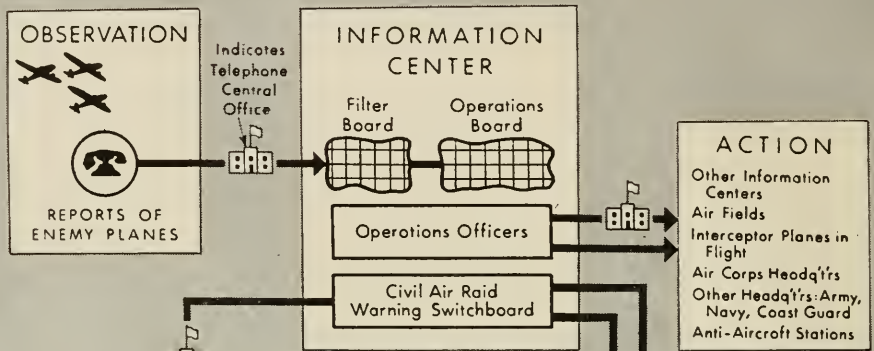 OBSERVATION
REPORTS OF
ENEMY PLANES
Indicates
Telephone
Central
Office
INFORMATION
CENTER
Filter
Board
Operations
Board
Operations Officers
Civil Air Raid
Warning Switchboard
ACTION
Other Information
Centers
Air Fields
Interceptor Planes in
Flight
Air Corps Headq't'rs
Other Headq't'rs: Army,
Navy, Coast Guard
Anti-Aircraft Stations